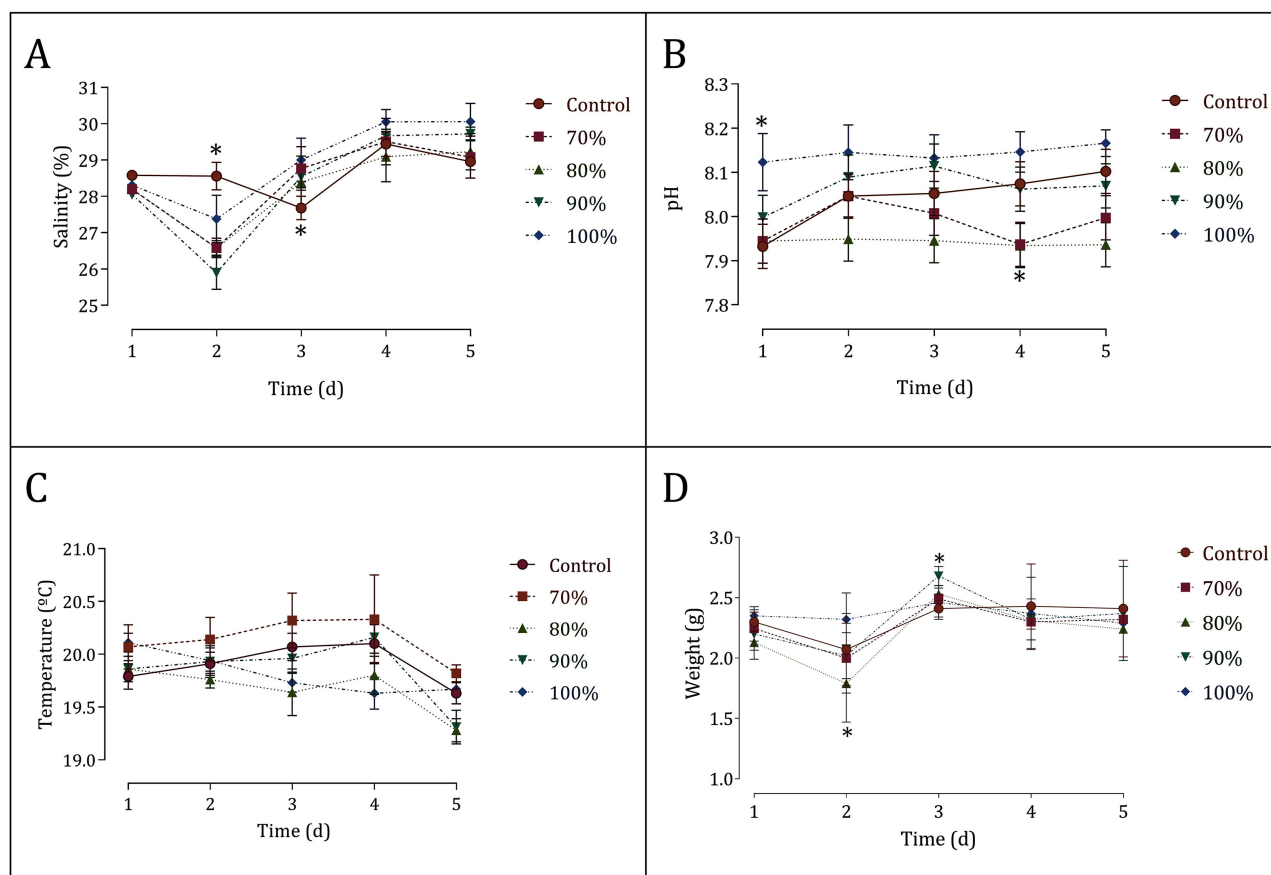 A
Salinity (%)
31
30
29
28
27
26
25
*
*
1 2 3 4 5
Time (d)
Control
70%
80%
90%
100%
B
pH
8.3
8.2
8.1
8.0
7.9
7.8
*
*
1 2 3 4 5
Time (d)
Control
70%
80%
90%
100%
C
Temperature (ºC)
21.0
20.5
20.0
19.5
19.0
1 2 3 4 5
Time (d)
Control
70%
80%
90%
100%
D
Weight (g)
3.0
2.5
2.0
1.5
1.0
*
*
1 2 3 4 5
Time (d)
Control
70%
80%
90%
100%